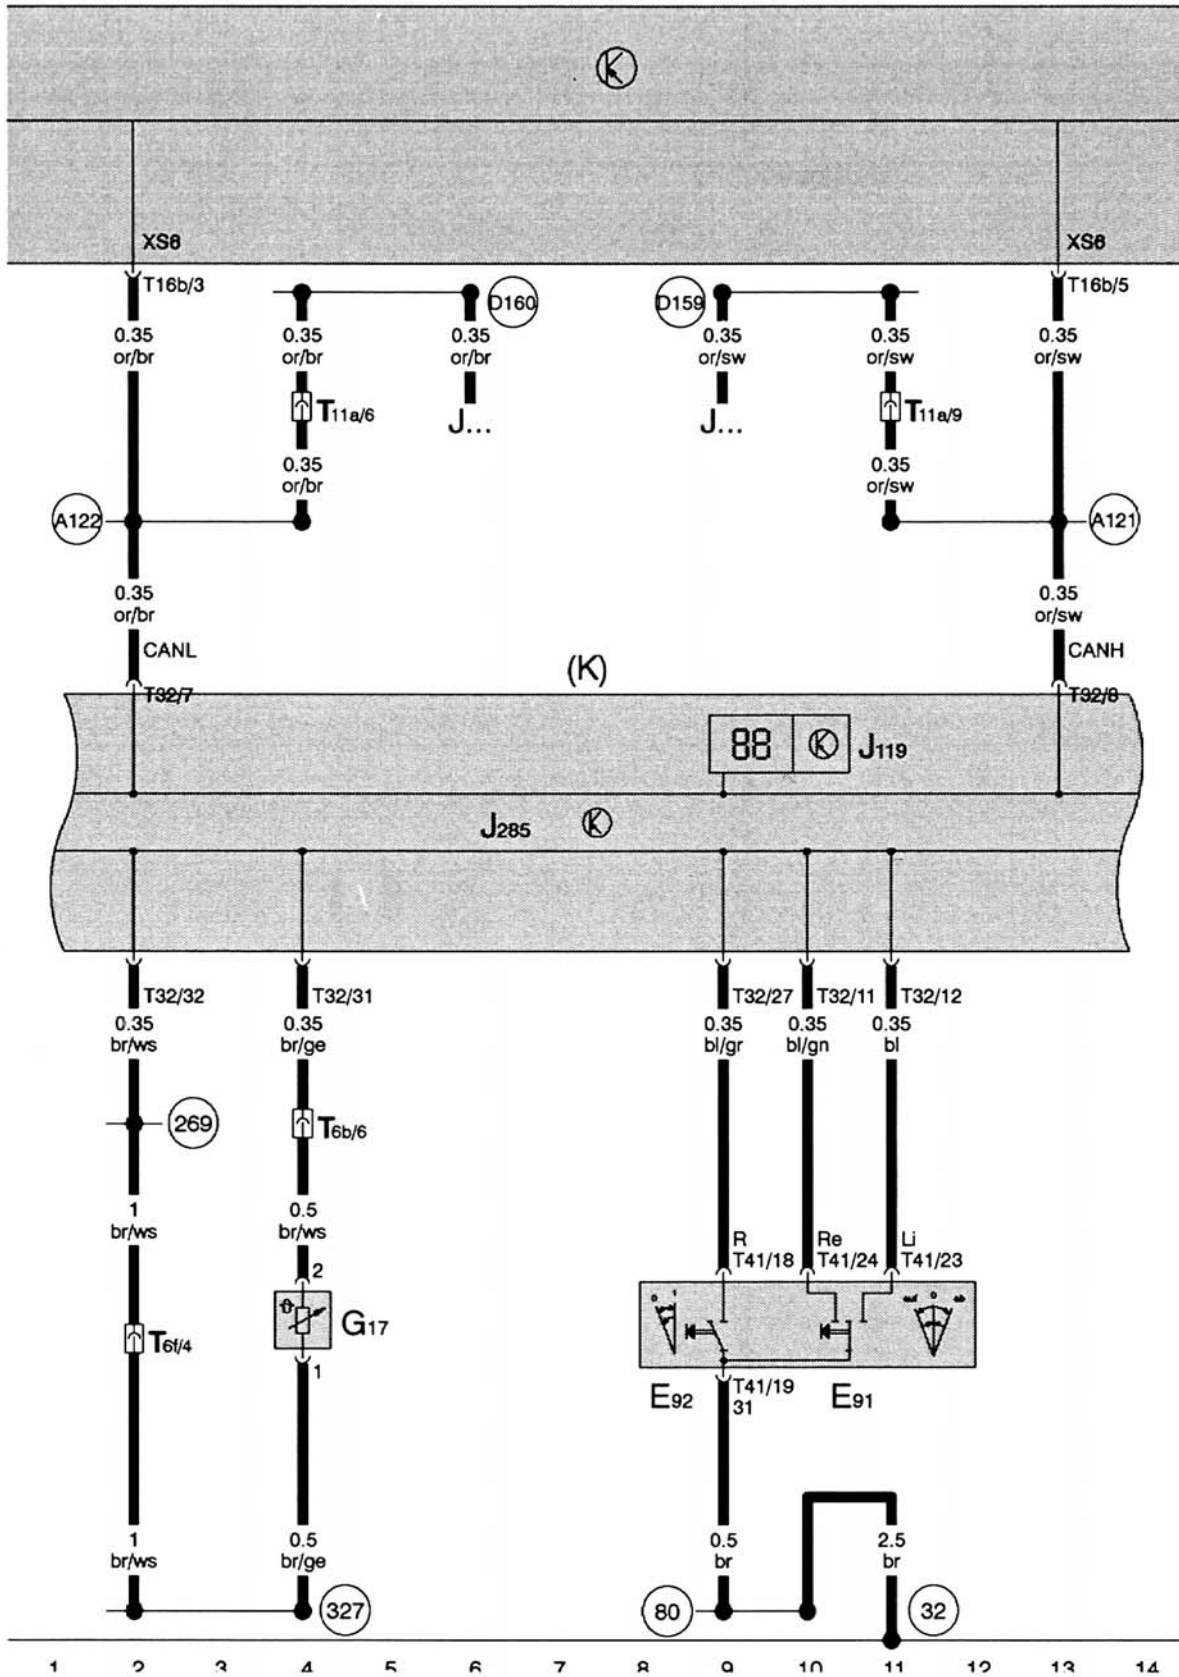 XS6 XS6
T16b/3 T16b/5
D160 D159
0.35 0.35 0.35 0.35 0.35 0.35
or/br or/br or/br or/sw or/sw or/sw
T11a/6 J... J... T11a/9
0.35 0.35
or/br or/sw
A122 A121
0.35 0.35
or/br or/sw
CANL (K) CANH
T32/7 T32/8
88 J119
J285
T32/32 T32/31 T32/27 T32/11 T32/12
0.35 0.35 0.35 0.35 0.35
br/ws br/ge bl/gr bl/gn bl
269 T6b/6
1 0.5
br/ws br/ws
R Re Li
2 T41/18 T41/24 T41/23
0 1 auf 0 ab
T6f/4 G17
1
E92 T41/19 E91
31
1 0.5 0.5 2.5
br/ws br/ge br br
327 80 32
1 2 3 4 5 6 7 8 9 10 11 12 13 14